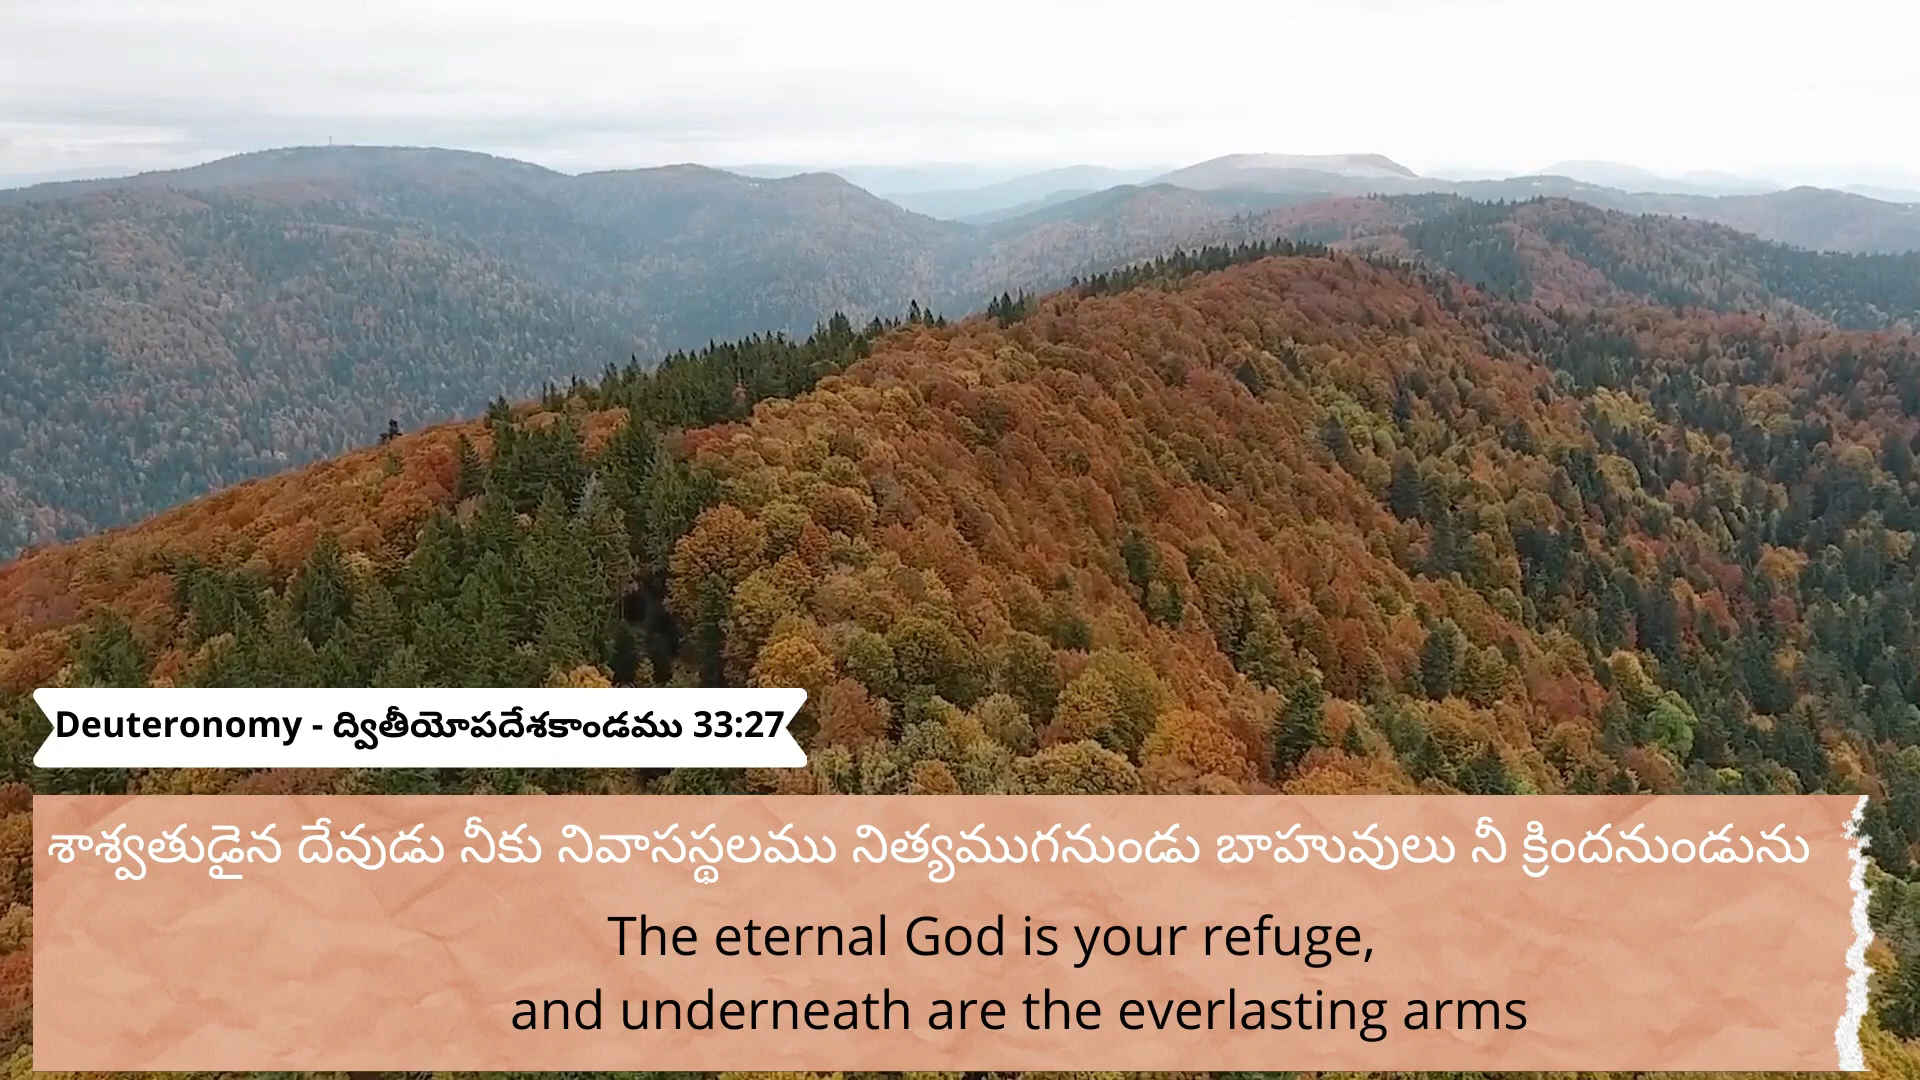 Deuteronomy - ద్వితీయోపదేశకాండము 33:27
శాశ్వతుడైన దేవుడు నీకు నివాసస్థలము నిత్యముగనుండు బాహువులు నీ క్రిందనుండును
The eternal God is your refuge,
and underneath are the everlasting arms